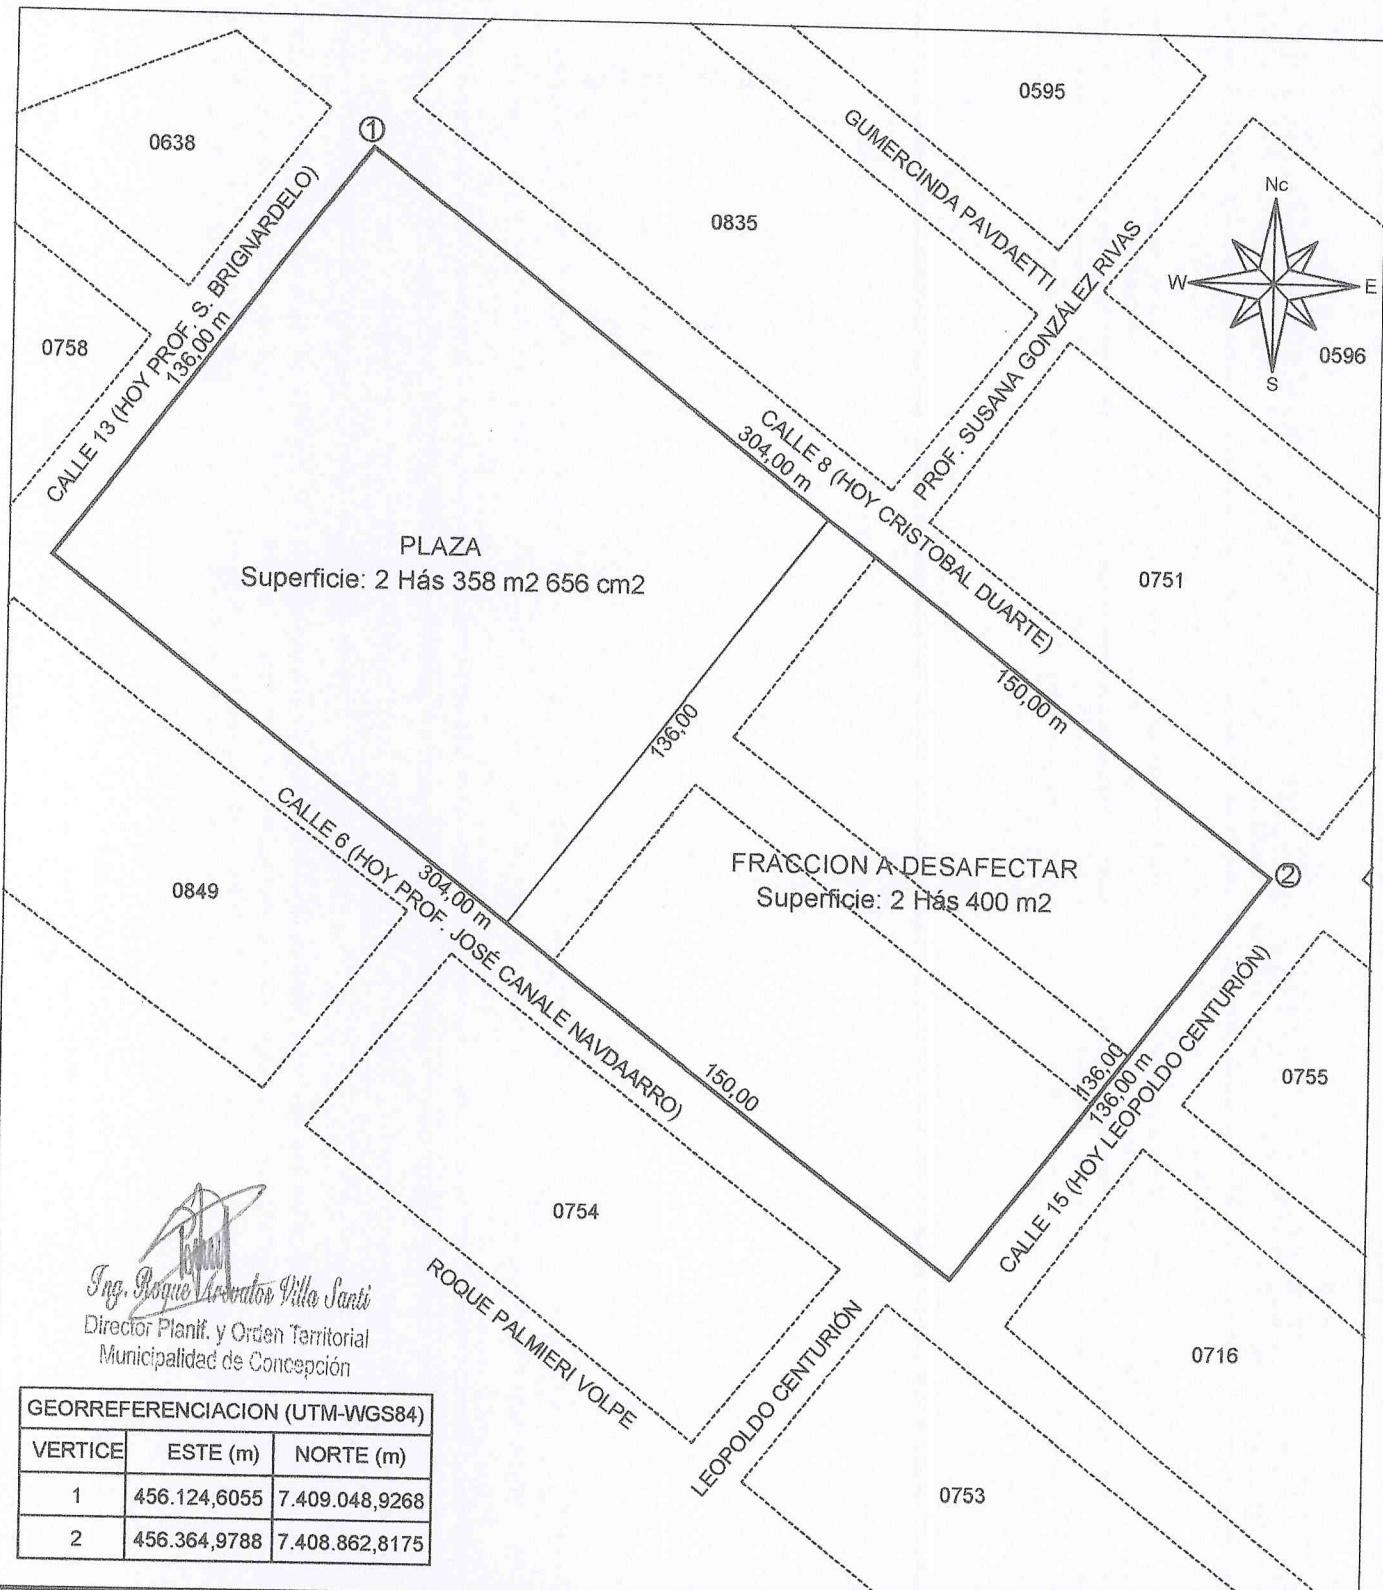 0595
GUMERCINDA PAVDAETTI
0638
①
0835
PROF. SUSANA GONZÁLEZ RIVAS
Nc
W
E
S
0596
0758
CALLE 13 (HOY PROF. S. BRIGNARDELO)
136,00 m
CALLE 8 (HOY CRISTOBAL DUARTE)
304,00 m
PLAZA
Superficie: 2 Hás 358 m2 656 cm2
0751
150,00 m
136,00
CALLE 6 (HOY PROF. JOSÉ CANALE NAVDAARRO)
304,00 m
0849
FRACCION A DESAFECTAR
Superficie: 2 Hás 400 m2
②
150,00
136,00
136,00 m
CALLE 15 (HOY LEOPOLDO CENTURIÓN)
0755
0754
ROQUE PALMIERI VOLPE
LEOPOLDO CENTURIÓN
0716
0753
Ing. Roque Villa Santi
Director Planif. y Orden Territorial
Municipalidad de Concepción
GEORREFERENCIACION (UTM-WGS84)
VERTICE ESTE (m) NORTE (m)
1 456.124,6055 7.409.048,9268
2 456.364,9788 7.408.862,8175